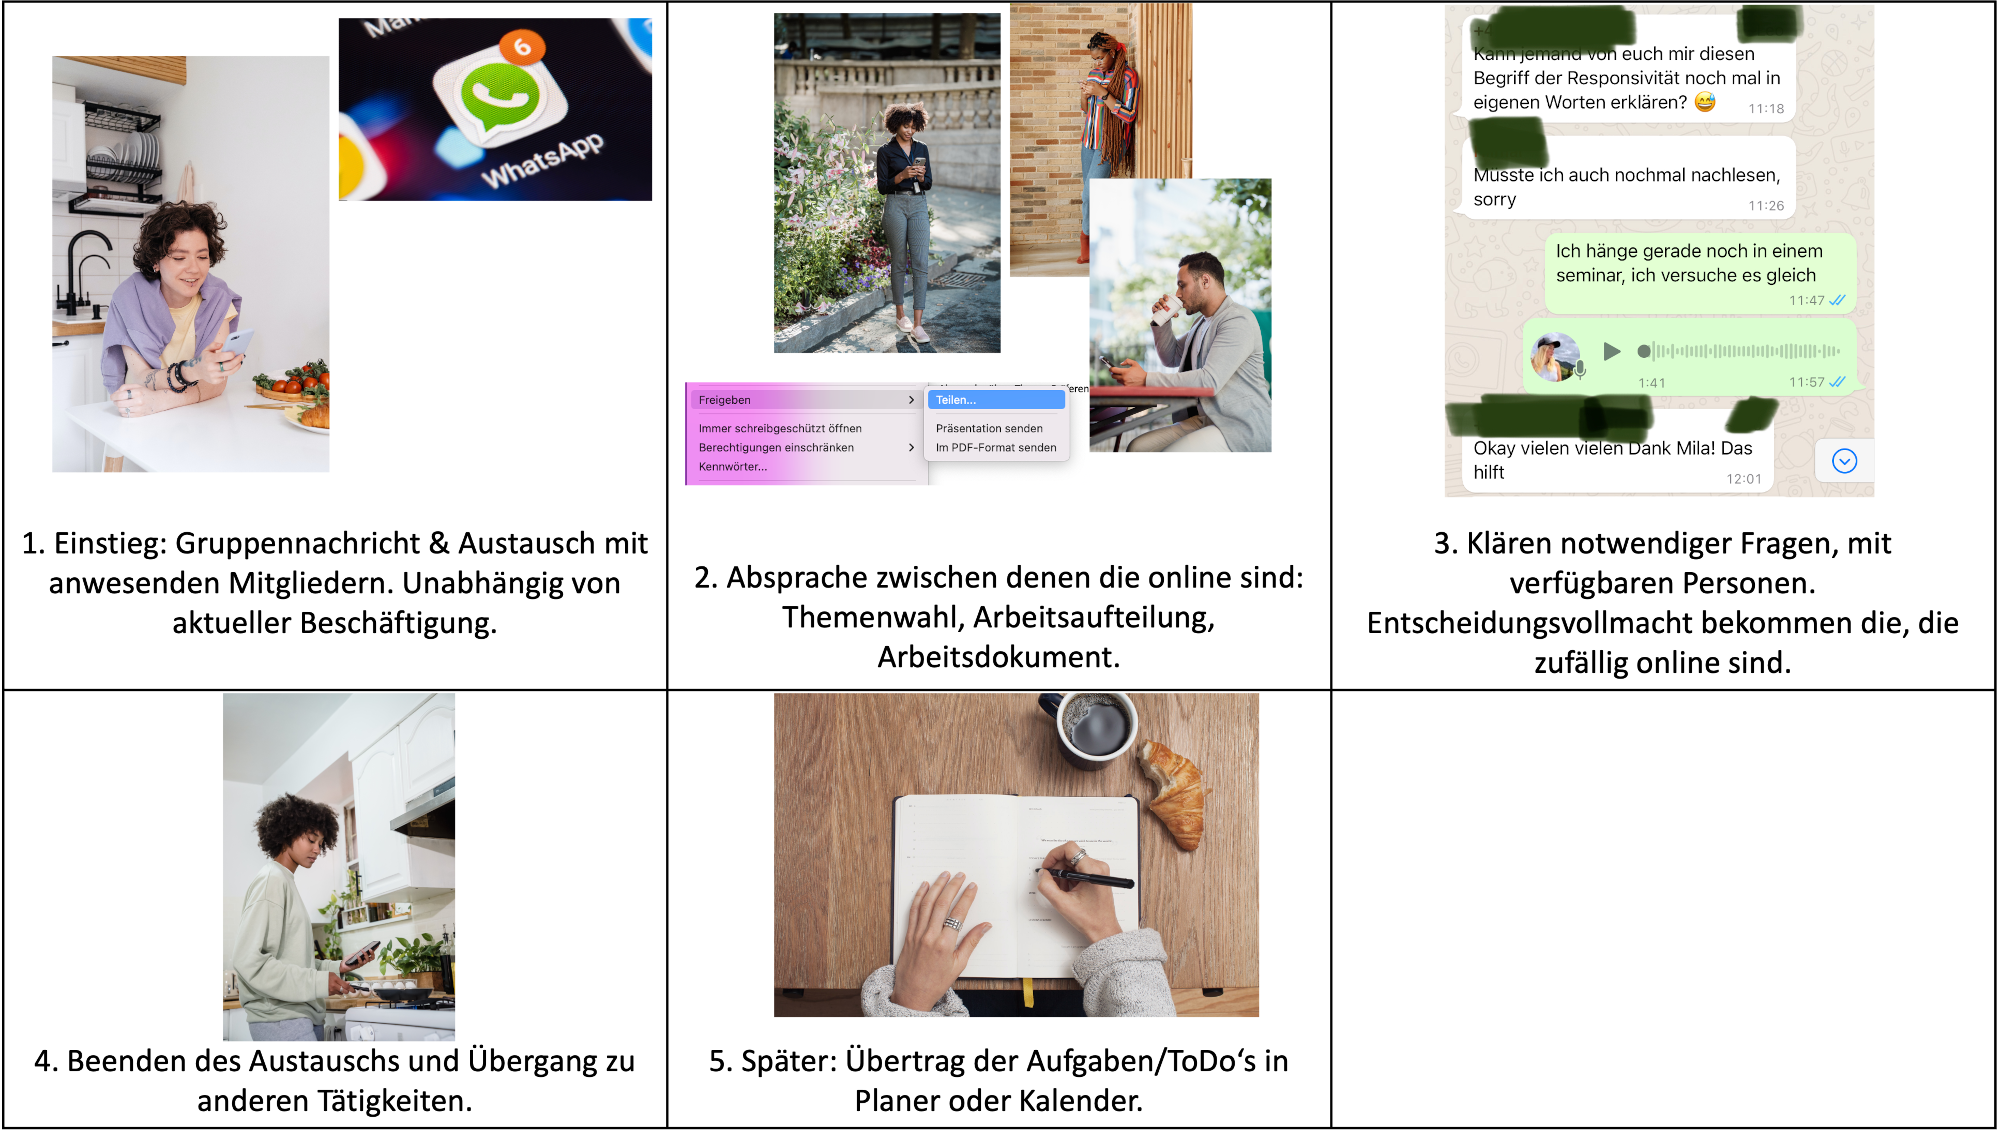 Man
6
WhatsApp
1. Einstieg: Gruppennachricht & Austausch mit
anwesenden Mitgliedern. Unabhängig von
aktueller Beschäftigung.
Freigeben
Immer schreibgeschützt öffnen
Berechtigungen einschränken
Kennwörter...
Teilen...
Präsentation senden
Im PDF-Format senden
2. Absprache zwischen denen die online sind:
Themenwahl, Arbeitsaufteilung,
Arbeitsdokument.
Kann jemand von euch mir diesen
Begriff der Responsivität noch mal in
eigenen Worten erklären? 😅 11:18
Müsste ich auch nochmal nachlesen,
sorry 11:26
Ich hänge gerade noch in einem
seminar, ich versuche es gleich
11:47
1:41 11:57
Okay vielen vielen Dank Mila! Das
hilft 12:01
3. Klären notwendiger Fragen, mit
verfügbaren Personen.
Entscheidungsvollmacht bekommen die, die
zufällig online sind.
4. Beenden des Austauschs und Übergang zu
anderen Tätigkeiten.
5. Später: Übertrag der Aufgaben/ToDo‘s in
Planer oder Kalender.